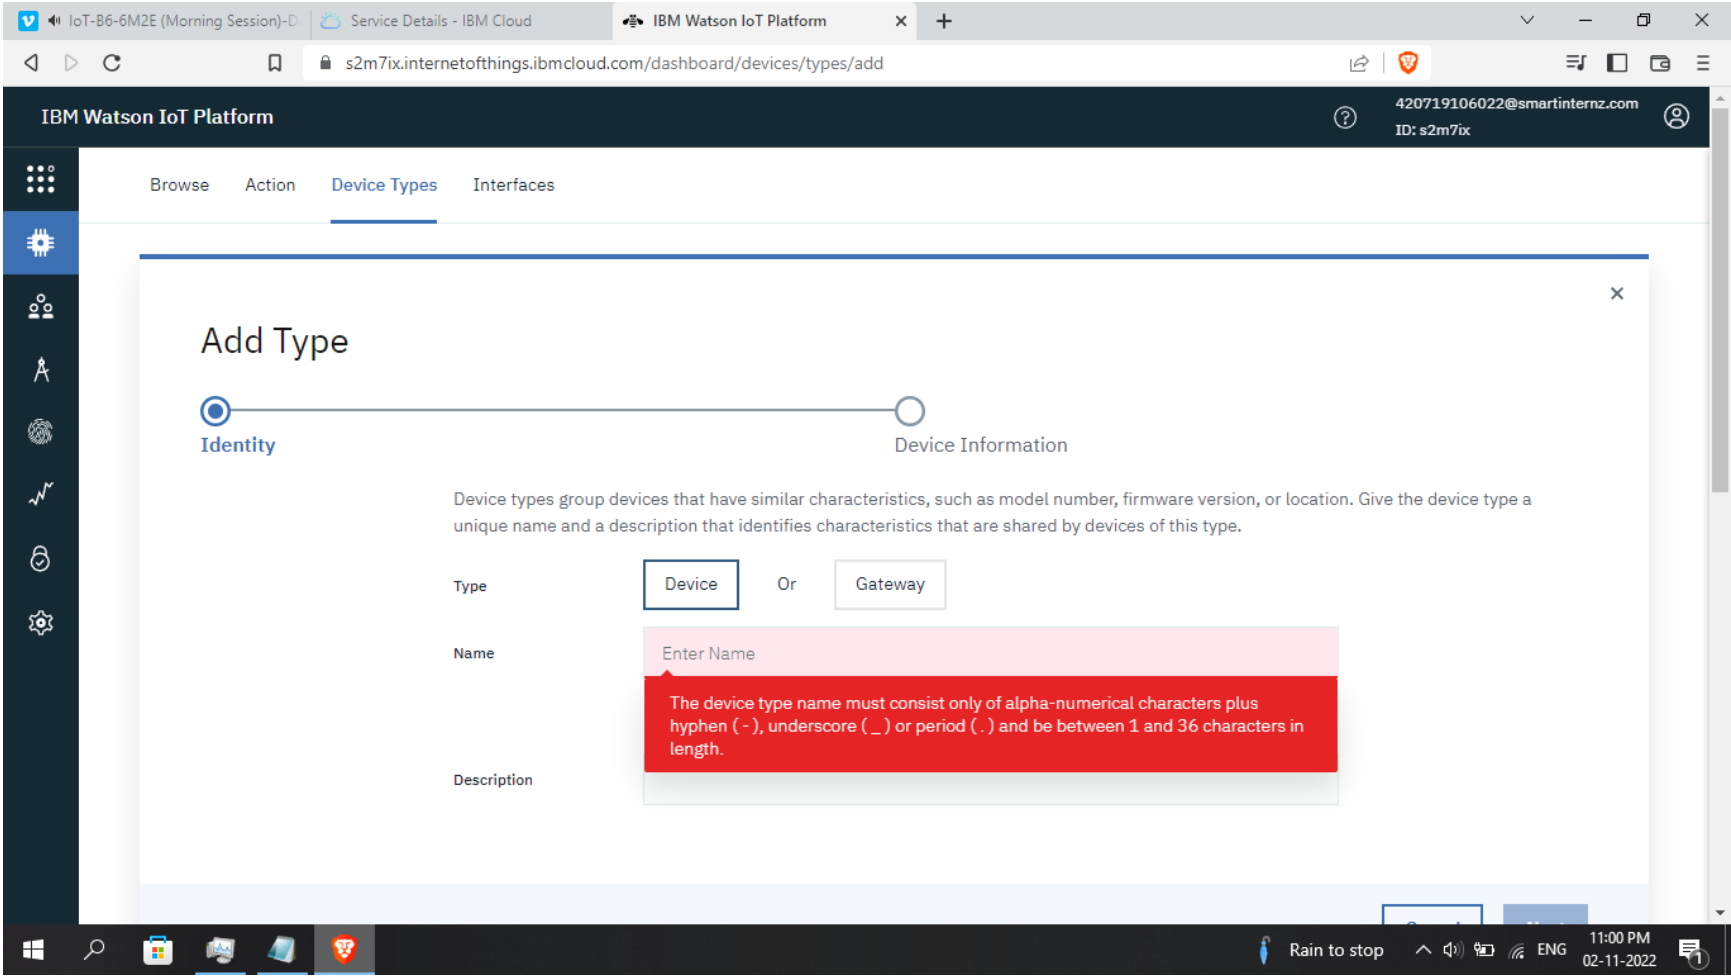 IoT-B6-6M2E (Morning Session)-D
Service Details - IBM Cloud
IBM Watson IoT Platform
s2m7ix.internetofthings.ibmcloud.com/dashboard/devices/types/add
IBM Watson IoT Platform
420719106022@smartinternz.com
ID: s2m7ix
Browse Action Device Types Interfaces
Add Type
Identity
Device Information
Device types group devices that have similar characteristics, such as model number, firmware version, or location. Give the device type a
unique name and a description that identifies characteristics that are shared by devices of this type.
Type Device Or Gateway
Name Enter Name
The device type name must consist only of alpha-numerical characters plus
hyphen (-), underscore (_) or period (.) and be between 1 and 36 characters in
length.
Description
Rain to stop
ENG
11:00 PM
02-11-2022
1